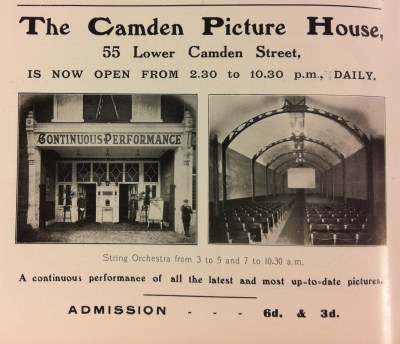 The Camden Picture House,
55 Lower Camden Street,
IS NOW OPEN FROM 2.30 to 10.30 p.m., DAILY.
CONTINUOUS PERFORMANCE
String Orchestra from 3 to 5 and 7 to 10.30 a.m.
A continuous performance of all the latest and most up-to-date pictures.
ADMISSION - - - 6d. & 3d.